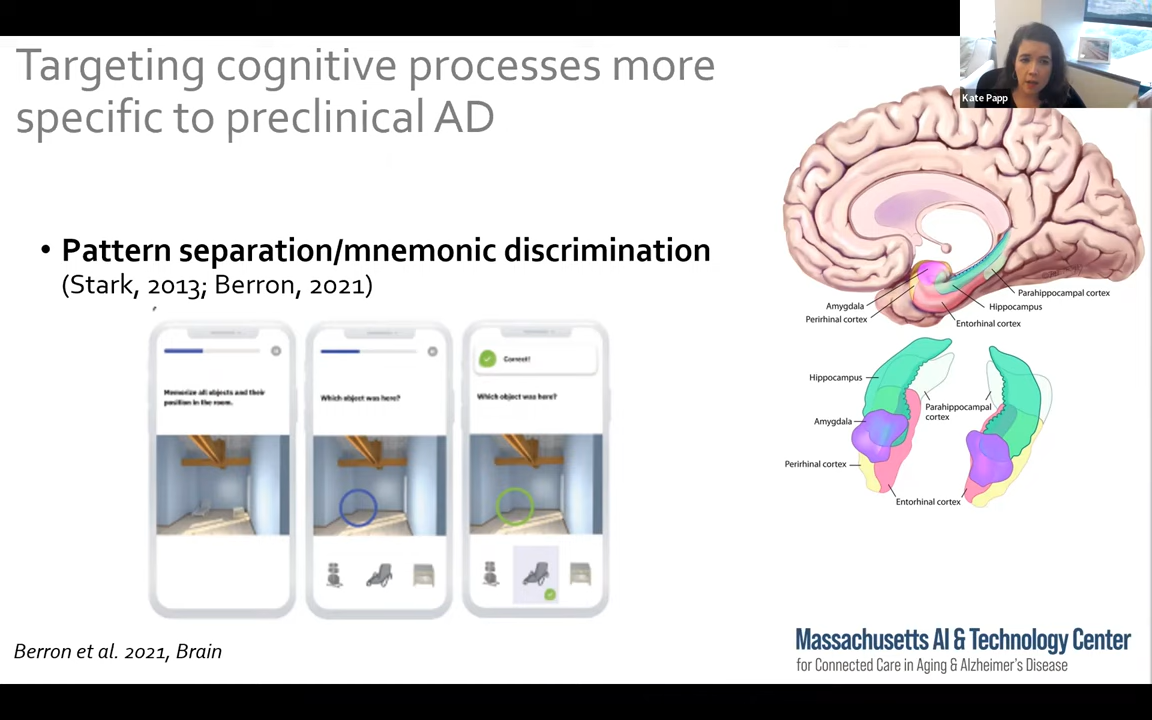 Targeting cognitive processes more
specific to preclinical AD
Kate Papp
• Pattern separation/mnemonic discrimination
(Stark, 2013; Berron, 2021)
Memorize all objects and their
position in the room.
Which object was here?
Correct!
Which object was here?
Amygdala
Perirhinal cortex
Parahippocampal cortex
Hippocampus
Entorhinal cortex
Hippocampus
Amygdala
Perirhinal cortex
Parahippocampal
cortex
Entorhinal cortex
Berron et al. 2021, Brain
Massachusetts AI & Technology Center
for Connected Care in Aging & Alzheimer's Disease